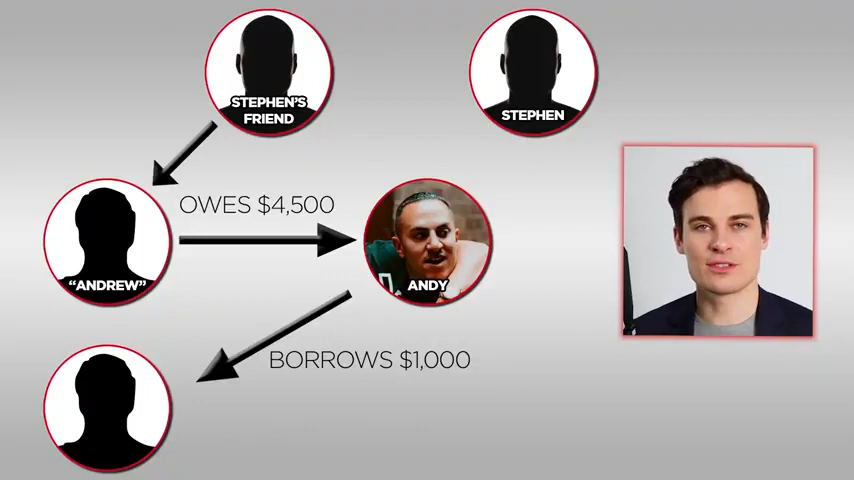 STEPHEN'S
FRIEND
STEPHEN
OWES $4,500
"ANDREW"
ANDY
BORROWS $1,000